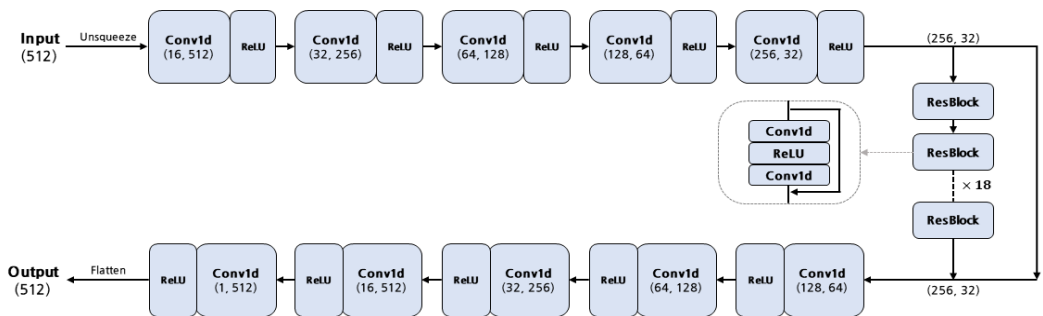 Input
(512)
Unsqueeze
Conv1d
(16, 512)
ReLU
Conv1d
(32, 256)
ReLU
Conv1d
(64, 128)
ReLU
Conv1d
(128, 64)
ReLU
Conv1d
(256, 32)
ReLU
(256, 32)
ResBlock
ResBlock
× 18
ResBlock
Conv1d
ReLU
Conv1d
Output
(512)
Flatten
ReLU
Conv1d
(1, 512)
ReLU
Conv1d
(16, 512)
ReLU
Conv1d
(32, 256)
ReLU
Conv1d
(64, 128)
ReLU
Conv1d
(128, 64)
(256, 32)